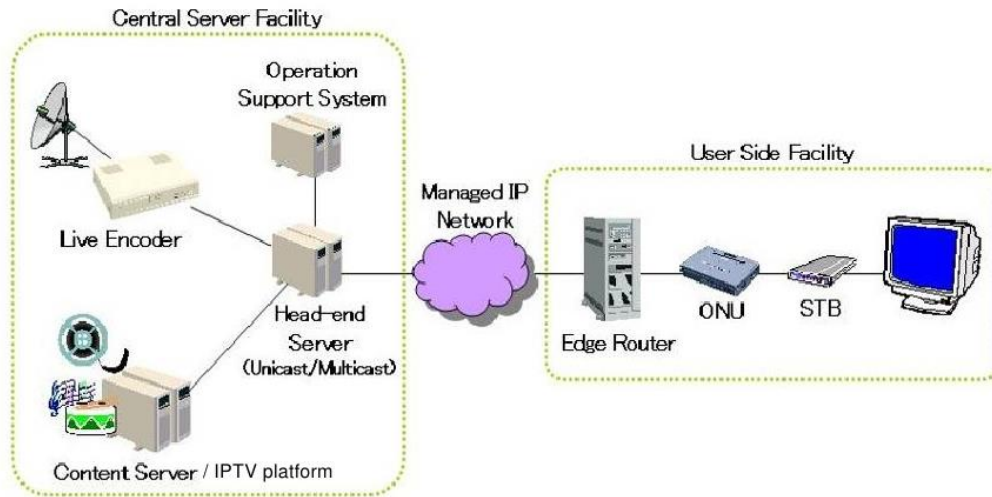 Central Server Facility
Operation
Support System
Live Encoder
Head-end
Server
(Unicast/Multicast)
Content Server / IPTV platform
Managed IP
Network
User Side Facility
Edge Router
ONU
STB